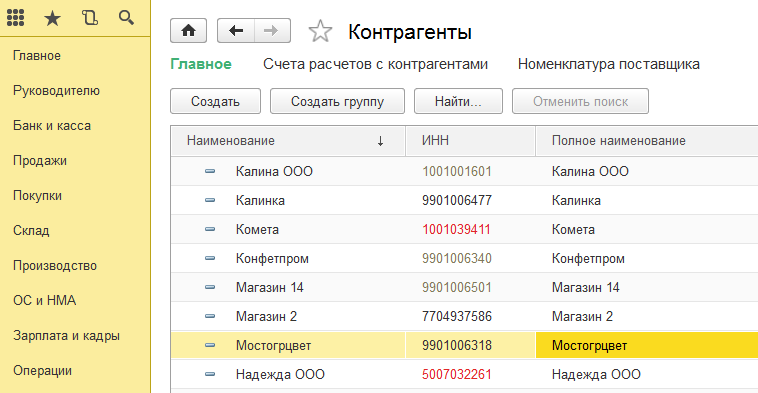 Контрагенты
Главное Счета расчетов с контрагентами Номенклатура поставщика
Создать Создать группу Найти... Отменить поиск
Главное
Руководителю
Банк и касса
Продажи
Покупки
Склад
Производство
ОС и НМА
Зарплата и кадры
Операции
Наименование ↓ ИНН Полное наименование
Калина ООО 1001001601 Калина ООО
Калинка 9901006477 Калинка
Комета 1001039411 Комета
Конфетпром 9901006340 Конфетпром
Магазин 14 9901006501 Магазин 14
Магазин 2 7704937586 Магазин 2
Мостогрцвет 9901006318 Мостогрцвет
Надежда ООО 5007032261 Надежда ООО